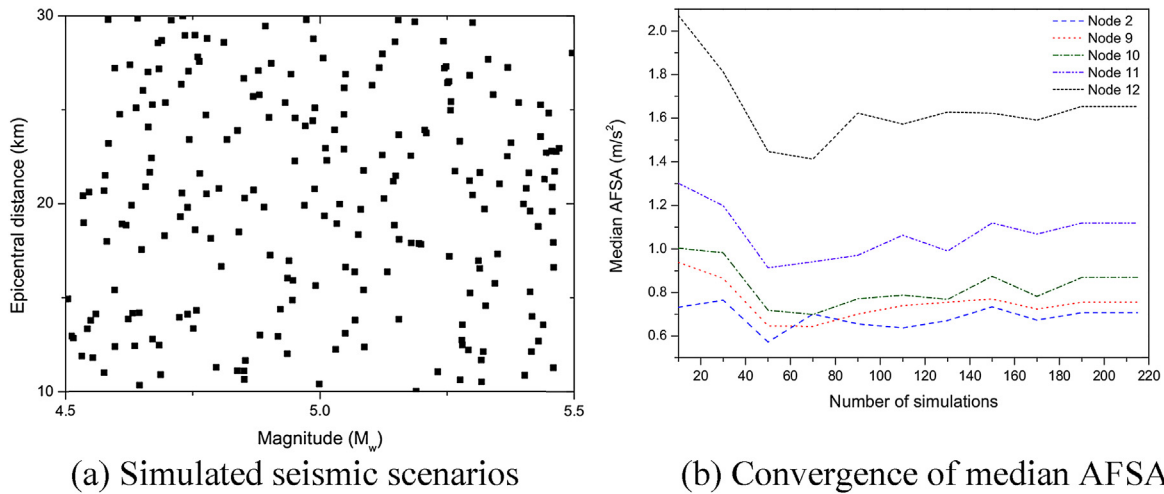 30
20
10
4.5 5.0 5.5
Epicentral distance (km)
Magnitude (Mw)
(a) Simulated seismic scenarios
2.0
1.8
1.6
1.4
1.2
1.0
0.8
0.6
20 40 60 80 100 120 140 160 180 200 220
Median AFSA (m/s²)
Number of simulations
Node 2
Node 9
Node 10
Node 11
Node 12
(b) Convergence of median AFSA